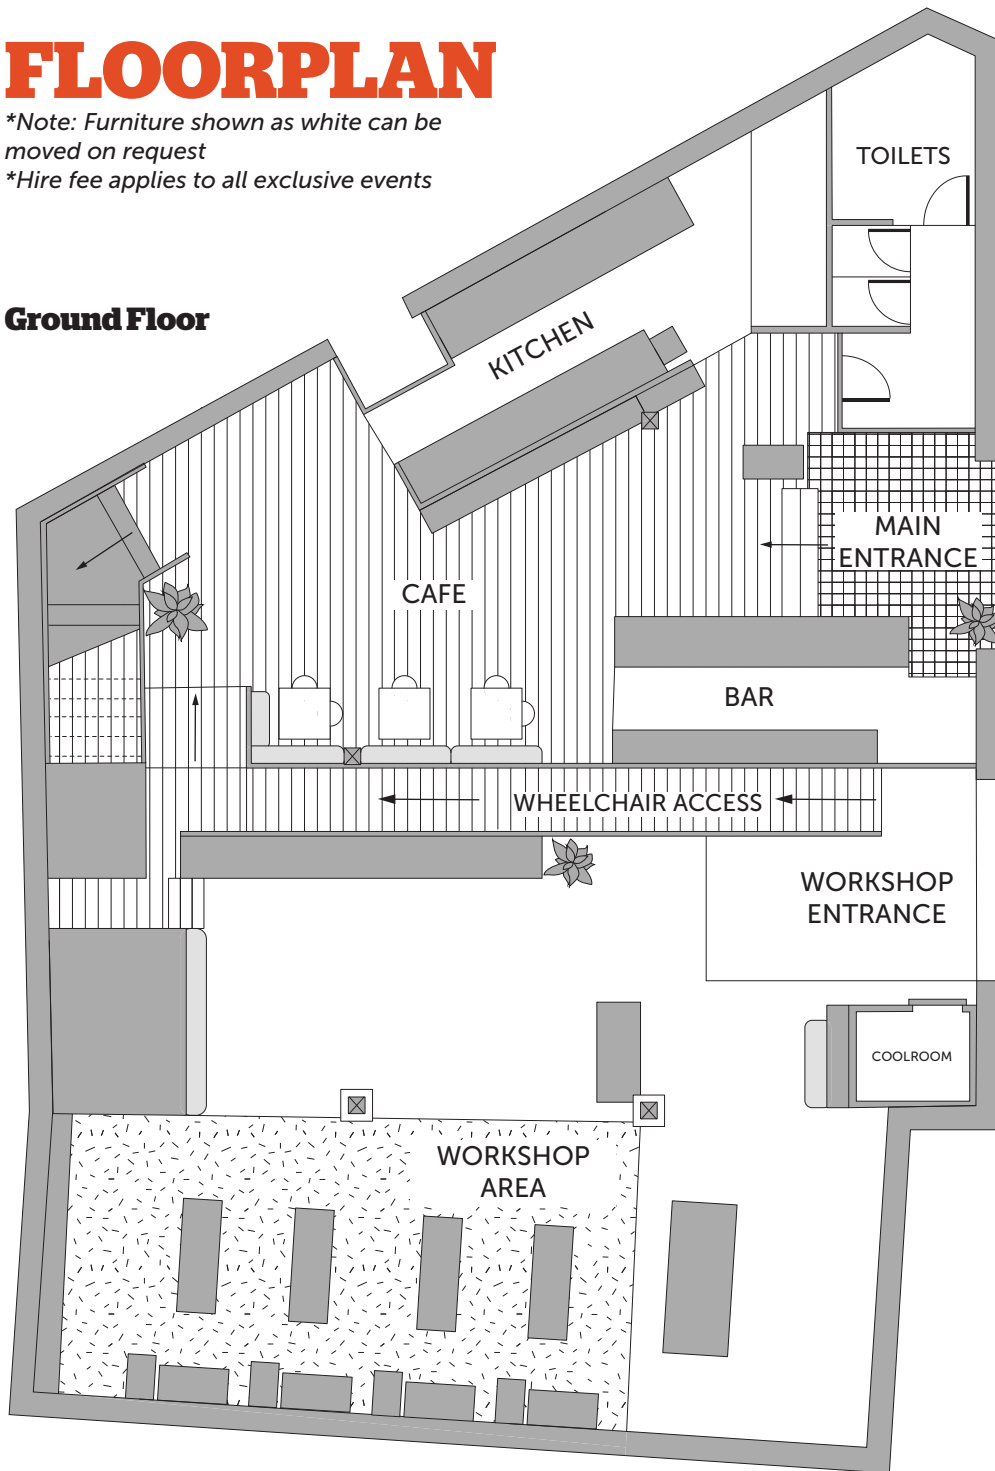 FLOORPLAN
*Note: Furniture shown as white can be
moved on request
*Hire fee applies to all exclusive events
Ground Floor
TOILETS
KITCHEN
MAIN
ENTRANCE
CAFE
BAR
WHEELCHAIR ACCESS
WORKSHOP
ENTRANCE
COOLROOM
WORKSHOP
AREA